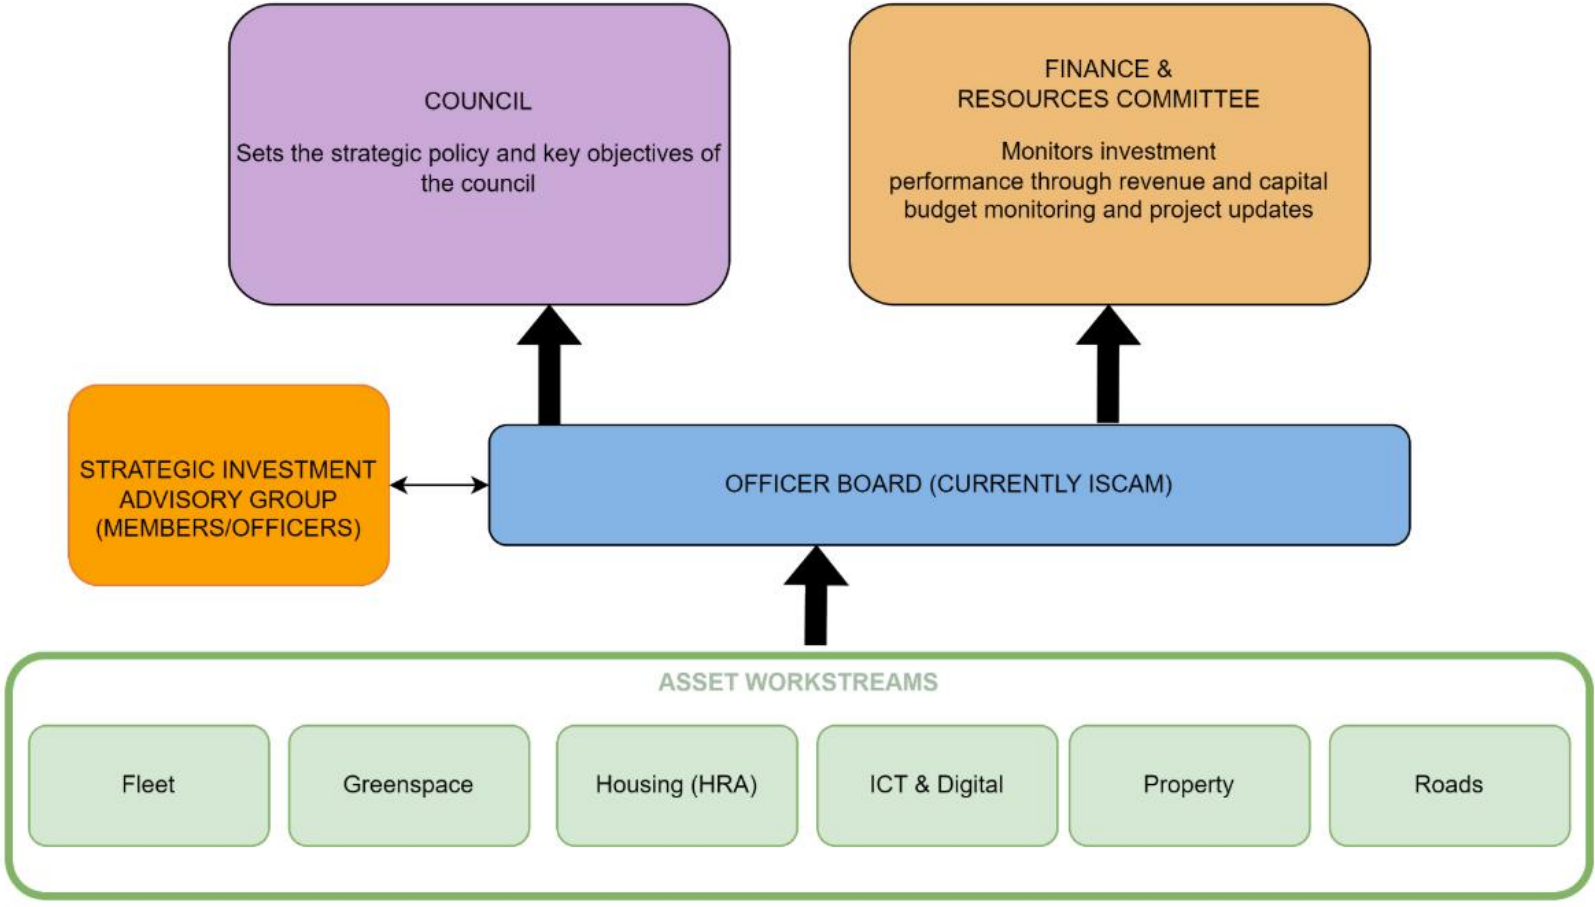 COUNCIL
Sets the strategic policy and key objectives of
the council
FINANCE &
RESOURCES COMMITTEE
Monitors investment
performance through revenue and capital
budget monitoring and project updates
STRATEGIC INVESTMENT
ADVISORY GROUP
(MEMBERS/OFFICERS)
OFFICER BOARD (CURRENTLY ISCAM)
ASSET WORKSTREAMS
Fleet
Greenspace
Housing (HRA)
ICT & Digital
Property
Roads